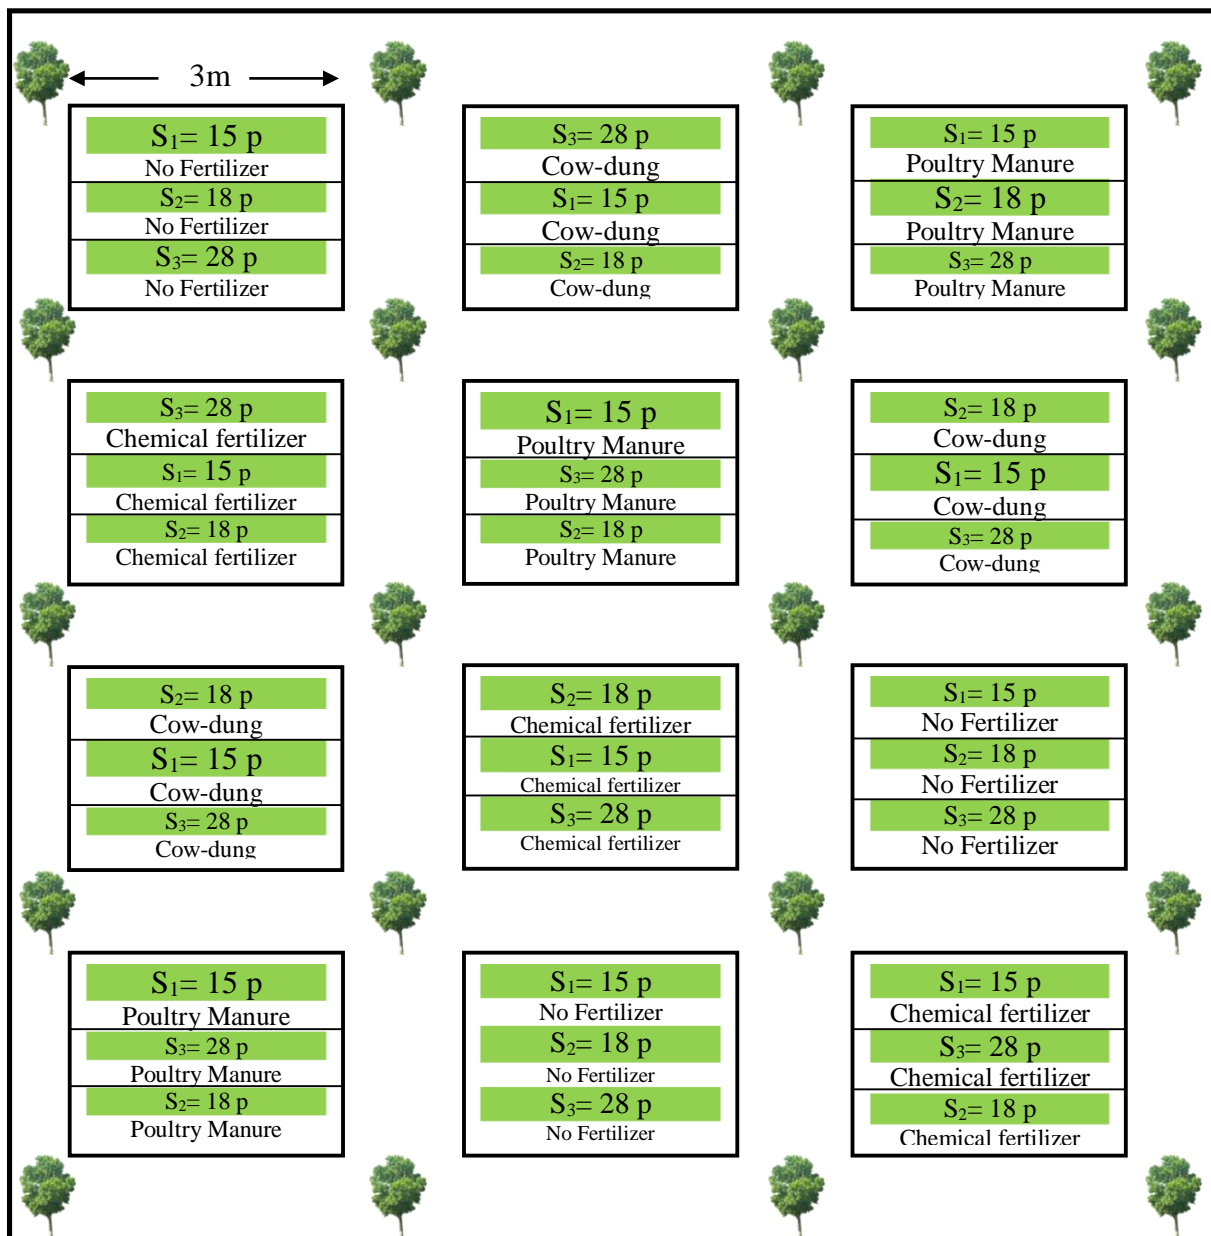 3m
S₁= 15 p
No Fertilizer
S₂= 18 p
No Fertilizer
S₃= 28 p
No Fertilizer
S₃= 28 p
Cow-dung
S₁= 15 p
Cow-dung
S₂= 18 p
Cow-dung
S₁= 15 p
Poultry Manure
S₂= 18 p
Poultry Manure
S₃= 28 p
Poultry Manure
S₃= 28 p
Chemical fertilizer
S₁= 15 p
Chemical fertilizer
S₂= 18 p
Chemical fertilizer
S₁= 15 p
Poultry Manure
S₃= 28 p
Poultry Manure
S₂= 18 p
Poultry Manure
S₂= 18 p
Cow-dung
S₁= 15 p
Cow-dung
S₃= 28 p
Cow-dung
S₂= 18 p
Cow-dung
S₁= 15 p
Cow-dung
S₃= 28 p
Cow-dung
S₂= 18 p
Chemical fertilizer
S₁= 15 p
Chemical fertilizer
S₃= 28 p
Chemical fertilizer
S₁= 15 p
No Fertilizer
S₂= 18 p
No Fertilizer
S₃= 28 p
No Fertilizer
S₁= 15 p
Poultry Manure
S₃= 28 p
Poultry Manure
S₂= 18 p
Poultry Manure
S₁= 15 p
No Fertilizer
S₂= 18 p
No Fertilizer
S₃= 28 p
No Fertilizer
S₁= 15 p
Chemical fertilizer
S₃= 28 p
Chemical fertilizer
S₂= 18 p
Chemical fertilizer